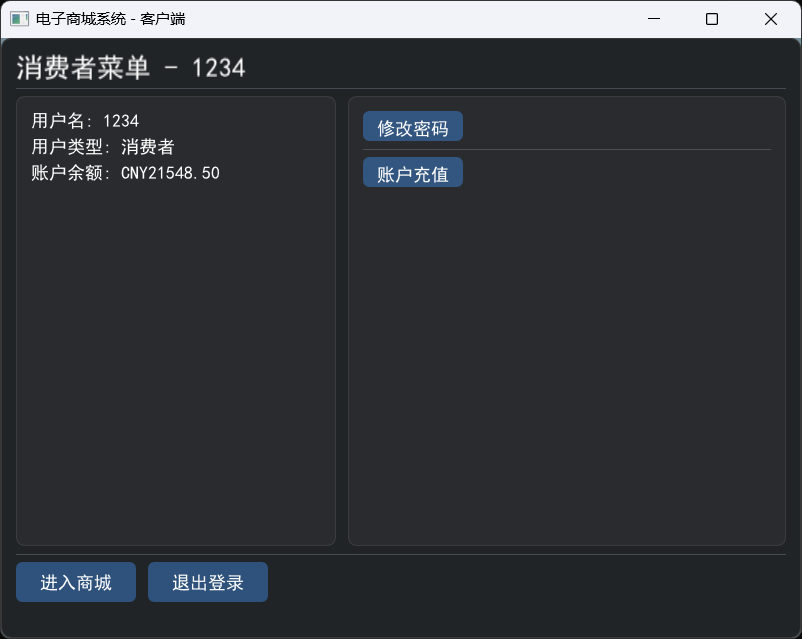 电子商城系统 - 客户端
消费者菜单 - 1234
用户名: 1234
用户类型: 消费者
账户余额: CNY21548.50
修改密码
账户充值
进入商城
退出登录